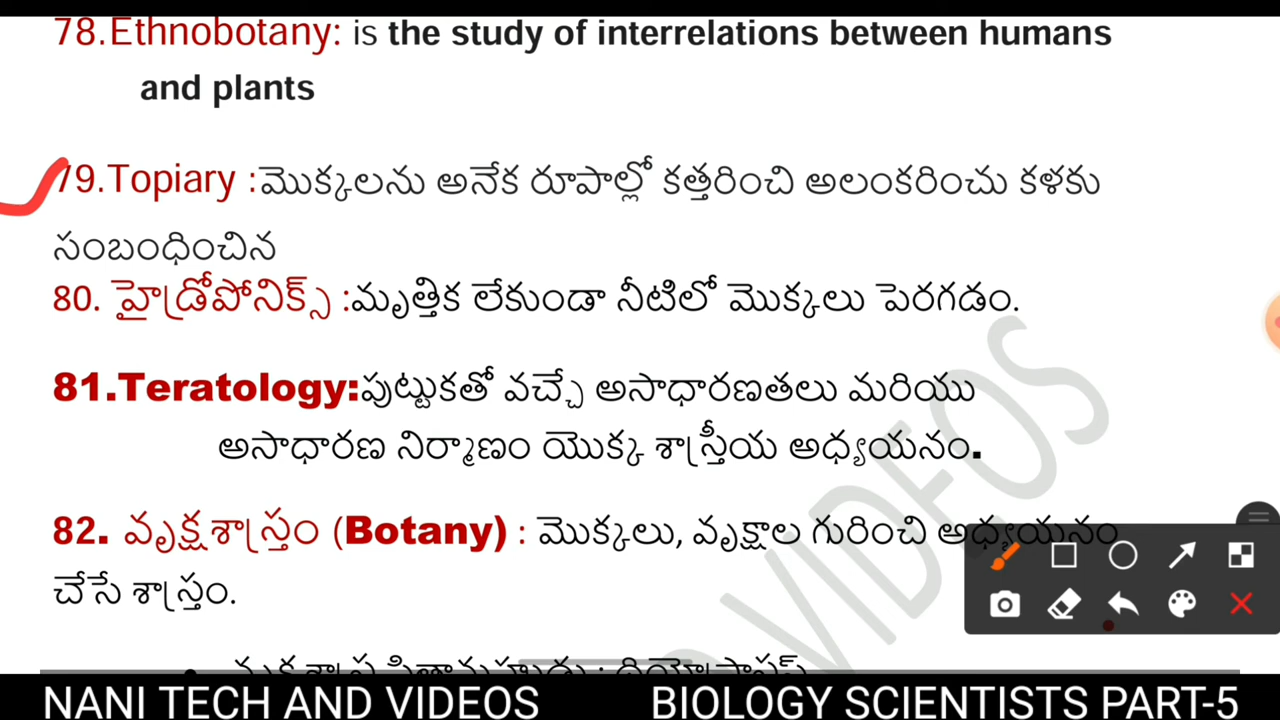 78.Ethnobotany: is the study of interrelations between humans
and plants
79.Topiary :మొక్కలను అనేక రూపాల్లో కత్తరించి అలంకరించు కళకు
సంబంధించిన
80. హైడ్రోపోనిక్స్ :మృత్తిక లేకుండా నీటిలో మొక్కలు పెరగడం.
81.Teratology:పుట్టుకతో వచ్చే అసాధారణతలు మరియు
అసాధారణ నిర్మాణం యొక్క శాస్త్రీయ అధ్యయనం.
82. వృక్షశాస్త్రం (Botany) : మొక్కలు, వృక్షాల గురించి అధ్యయనం
చేసే శాస్త్రం.
VIDEOS
NANI TECH AND VIDEOS BIOLOGY SCIENTISTS PART-5